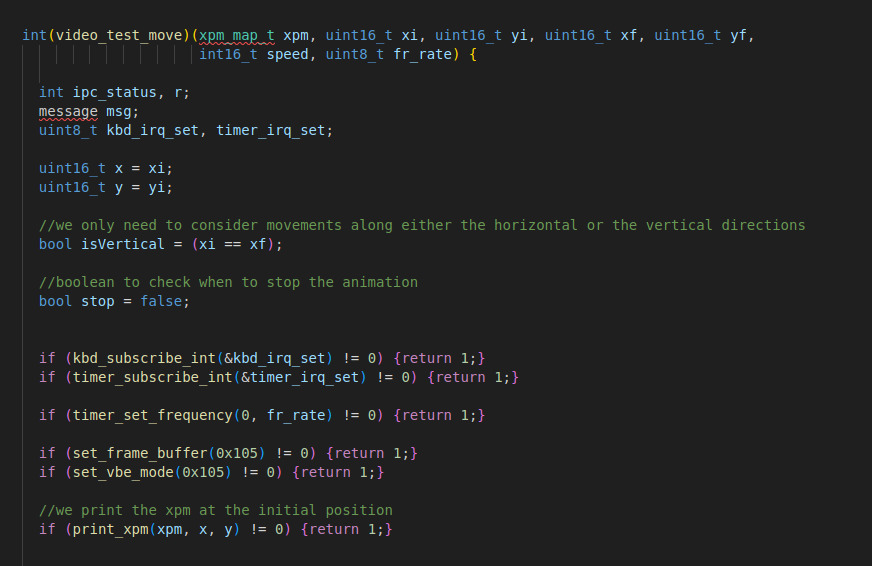 int(video_test_move)(xpm_map_t xpm, uint16_t xi, uint16_t yi, uint16_t xf, uint16_t yf,
int16_t speed, uint8_t fr_rate) {
int ipc_status, r;
message msg;
uint8_t kbd_irq_set, timer_irq_set;
uint16_t x = xi;
uint16_t y = yi;
//we only need to consider movements along either the horizontal or the vertical directions
bool isVertical = (xi == xf);
//boolean to check when to stop the animation
bool stop = false;
if (kbd_subscribe_int(&kbd_irq_set) != 0) {return 1;}
if (timer_subscribe_int(&timer_irq_set) != 0) {return 1;}
if (timer_set_frequency(0, fr_rate) != 0) {return 1;}
if (set_frame_buffer(0x105) != 0) {return 1;}
if (set_vbe_mode(0x105) != 0) {return 1;}
//we print the xpm at the initial position
if (print_xpm(xpm, x, y) != 0) {return 1;}